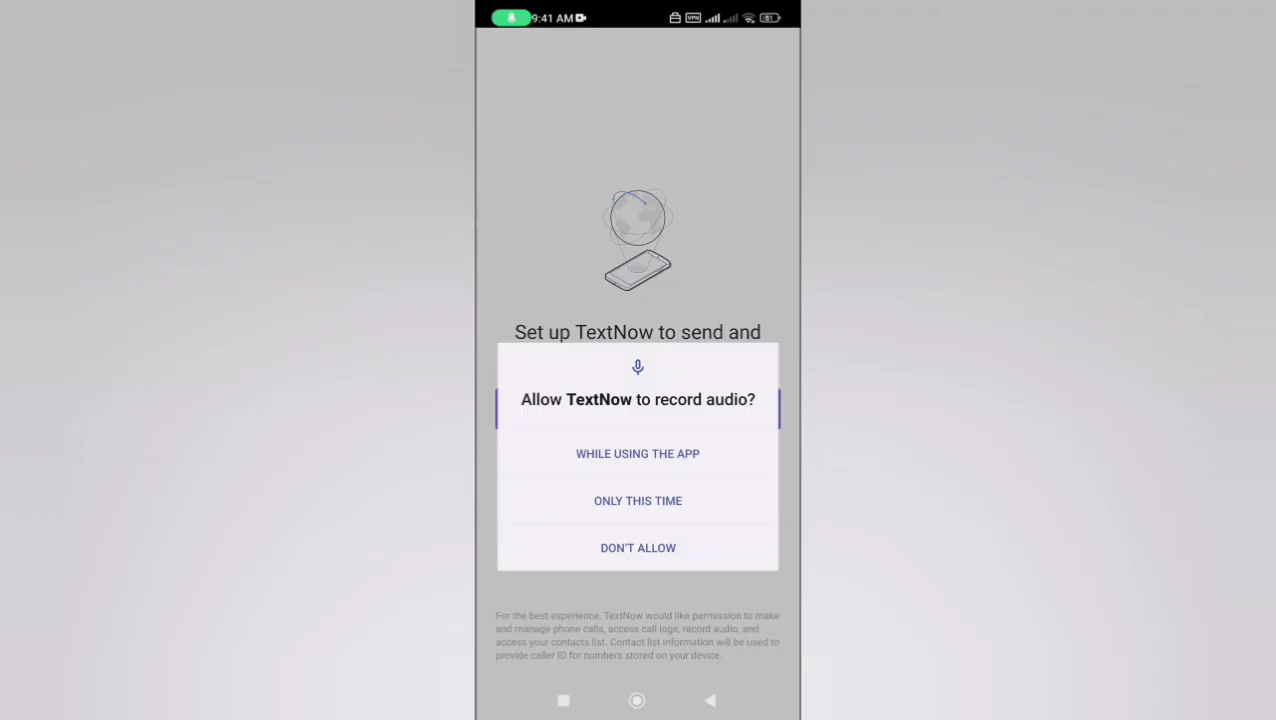 9:41 AM
VPN
51
Set up TextNow to send and
Allow TextNow to record audio?
WHILE USING THE APP
ONLY THIS TIME
DON'T ALLOW
For the best experience, TextNow would like permission to make
and manage phone calls, access call logs, record audio, and
access your contacts list. Contact list information will be used to
provide caller ID for numbers stored on your device.